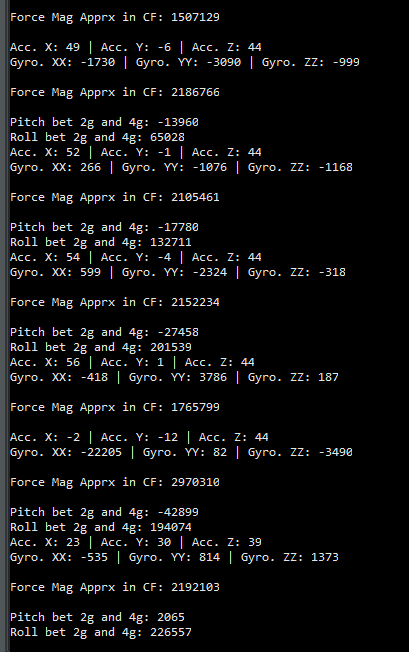 Force Mag Apprx in CF: 1507129
Acc. X: 49 | Acc. Y: -6 | Acc. Z: 44
Gyro. XX: -1730 | Gyro. YY: -3090 | Gyro. ZZ: -999
Force Mag Apprx in CF: 2186766
Pitch bet 2g and 4g: -13960
Roll bet 2g and 4g: 65028
Acc. X: 52 | Acc. Y: -1 | Acc. Z: 44
Gyro. XX: 266 | Gyro. YY: -1076 | Gyro. ZZ: -1168
Force Mag Apprx in CF: 2105461
Pitch bet 2g and 4g: -17780
Roll bet 2g and 4g: 132711
Acc. X: 54 | Acc. Y: -4 | Acc. Z: 44
Gyro. XX: 599 | Gyro. YY: -2324 | Gyro. ZZ: -318
Force Mag Apprx in CF: 2152234
Pitch bet 2g and 4g: -27458
Roll bet 2g and 4g: 201539
Acc. X: 56 | Acc. Y: 1 | Acc. Z: 44
Gyro. XX: -418 | Gyro. YY: 3786 | Gyro. ZZ: 187
Force Mag Apprx in CF: 1765799
Acc. X: -2 | Acc. Y: -12 | Acc. Z: 44
Gyro. XX: -22205 | Gyro. YY: 82 | Gyro. ZZ: -3490
Force Mag Apprx in CF: 2970310
Pitch bet 2g and 4g: -42899
Roll bet 2g and 4g: 194074
Acc. X: 23 | Acc. Y: 30 | Acc. Z: 39
Gyro. XX: -535 | Gyro. YY: 814 | Gyro. ZZ: 1373
Force Mag Apprx in CF: 2192103
Pitch bet 2g and 4g: 2065
Roll bet 2g and 4g: 226557